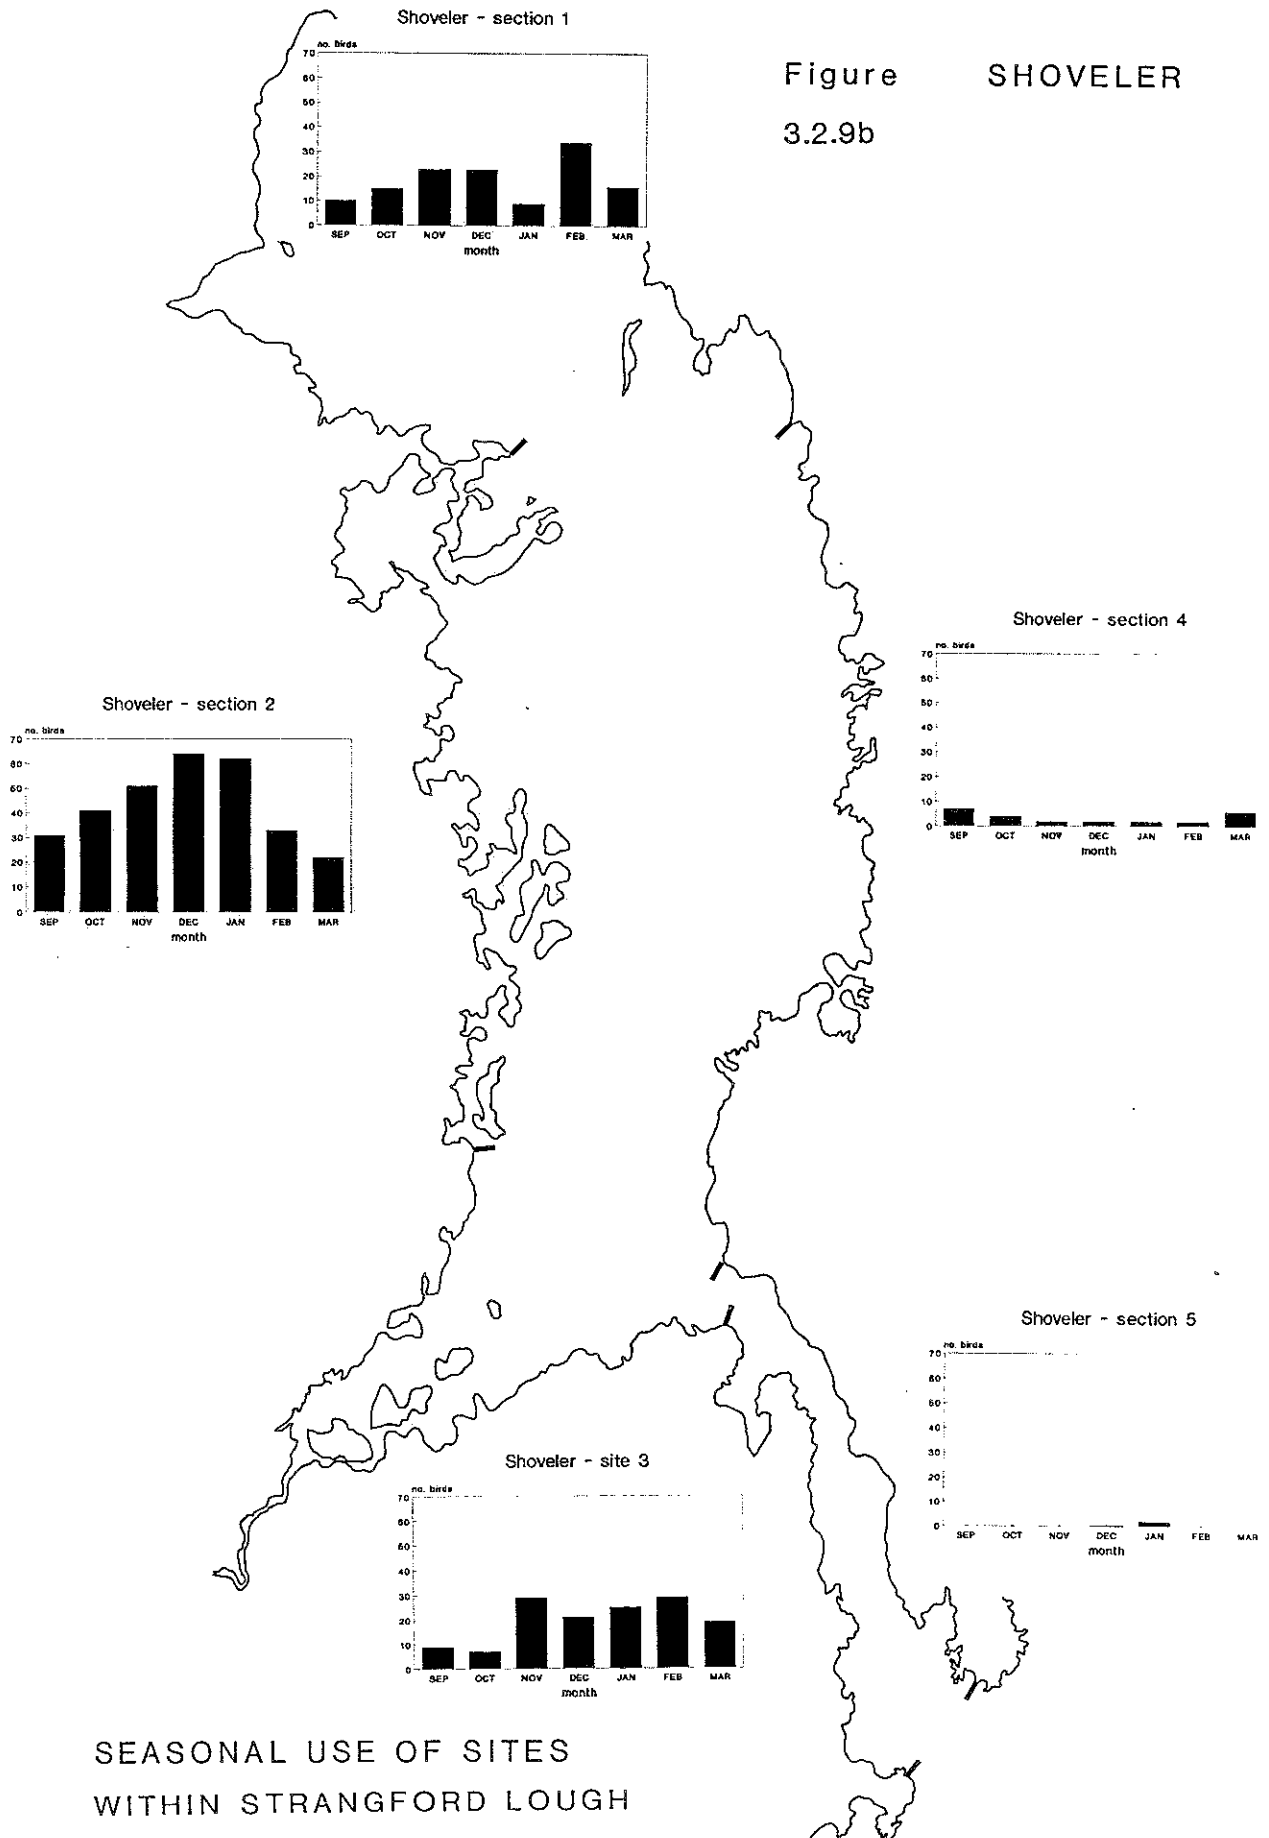 Shoveler - section 1
no. birds
70
60
50
40
30
20
10
0
SEP OCT NOV DEC JAN FEB MAR
month
Figure SHOVELER
3.2.9b
Shoveler - section 4
no. birds
70
60
50
40
30
20
10
0
SEP OCT NOV DEC JAN FEB MAR
month
Shoveler - section 2
no. birds
70
60
50
40
30
20
10
0
SEP OCT NOV DEC JAN FEB MAR
month
Shoveler - section 5
no. birds
70
60
50
40
30
20
10
0
SEP OCT NOV DEC JAN FEB MAR
month
Shoveler - site 3
no. birds
70
60
50
40
30
20
10
0
SEP OCT NOV DEC JAN FEB MAR
month
SEASONAL USE OF SITES
WITHIN STRANGFORD LOUGH